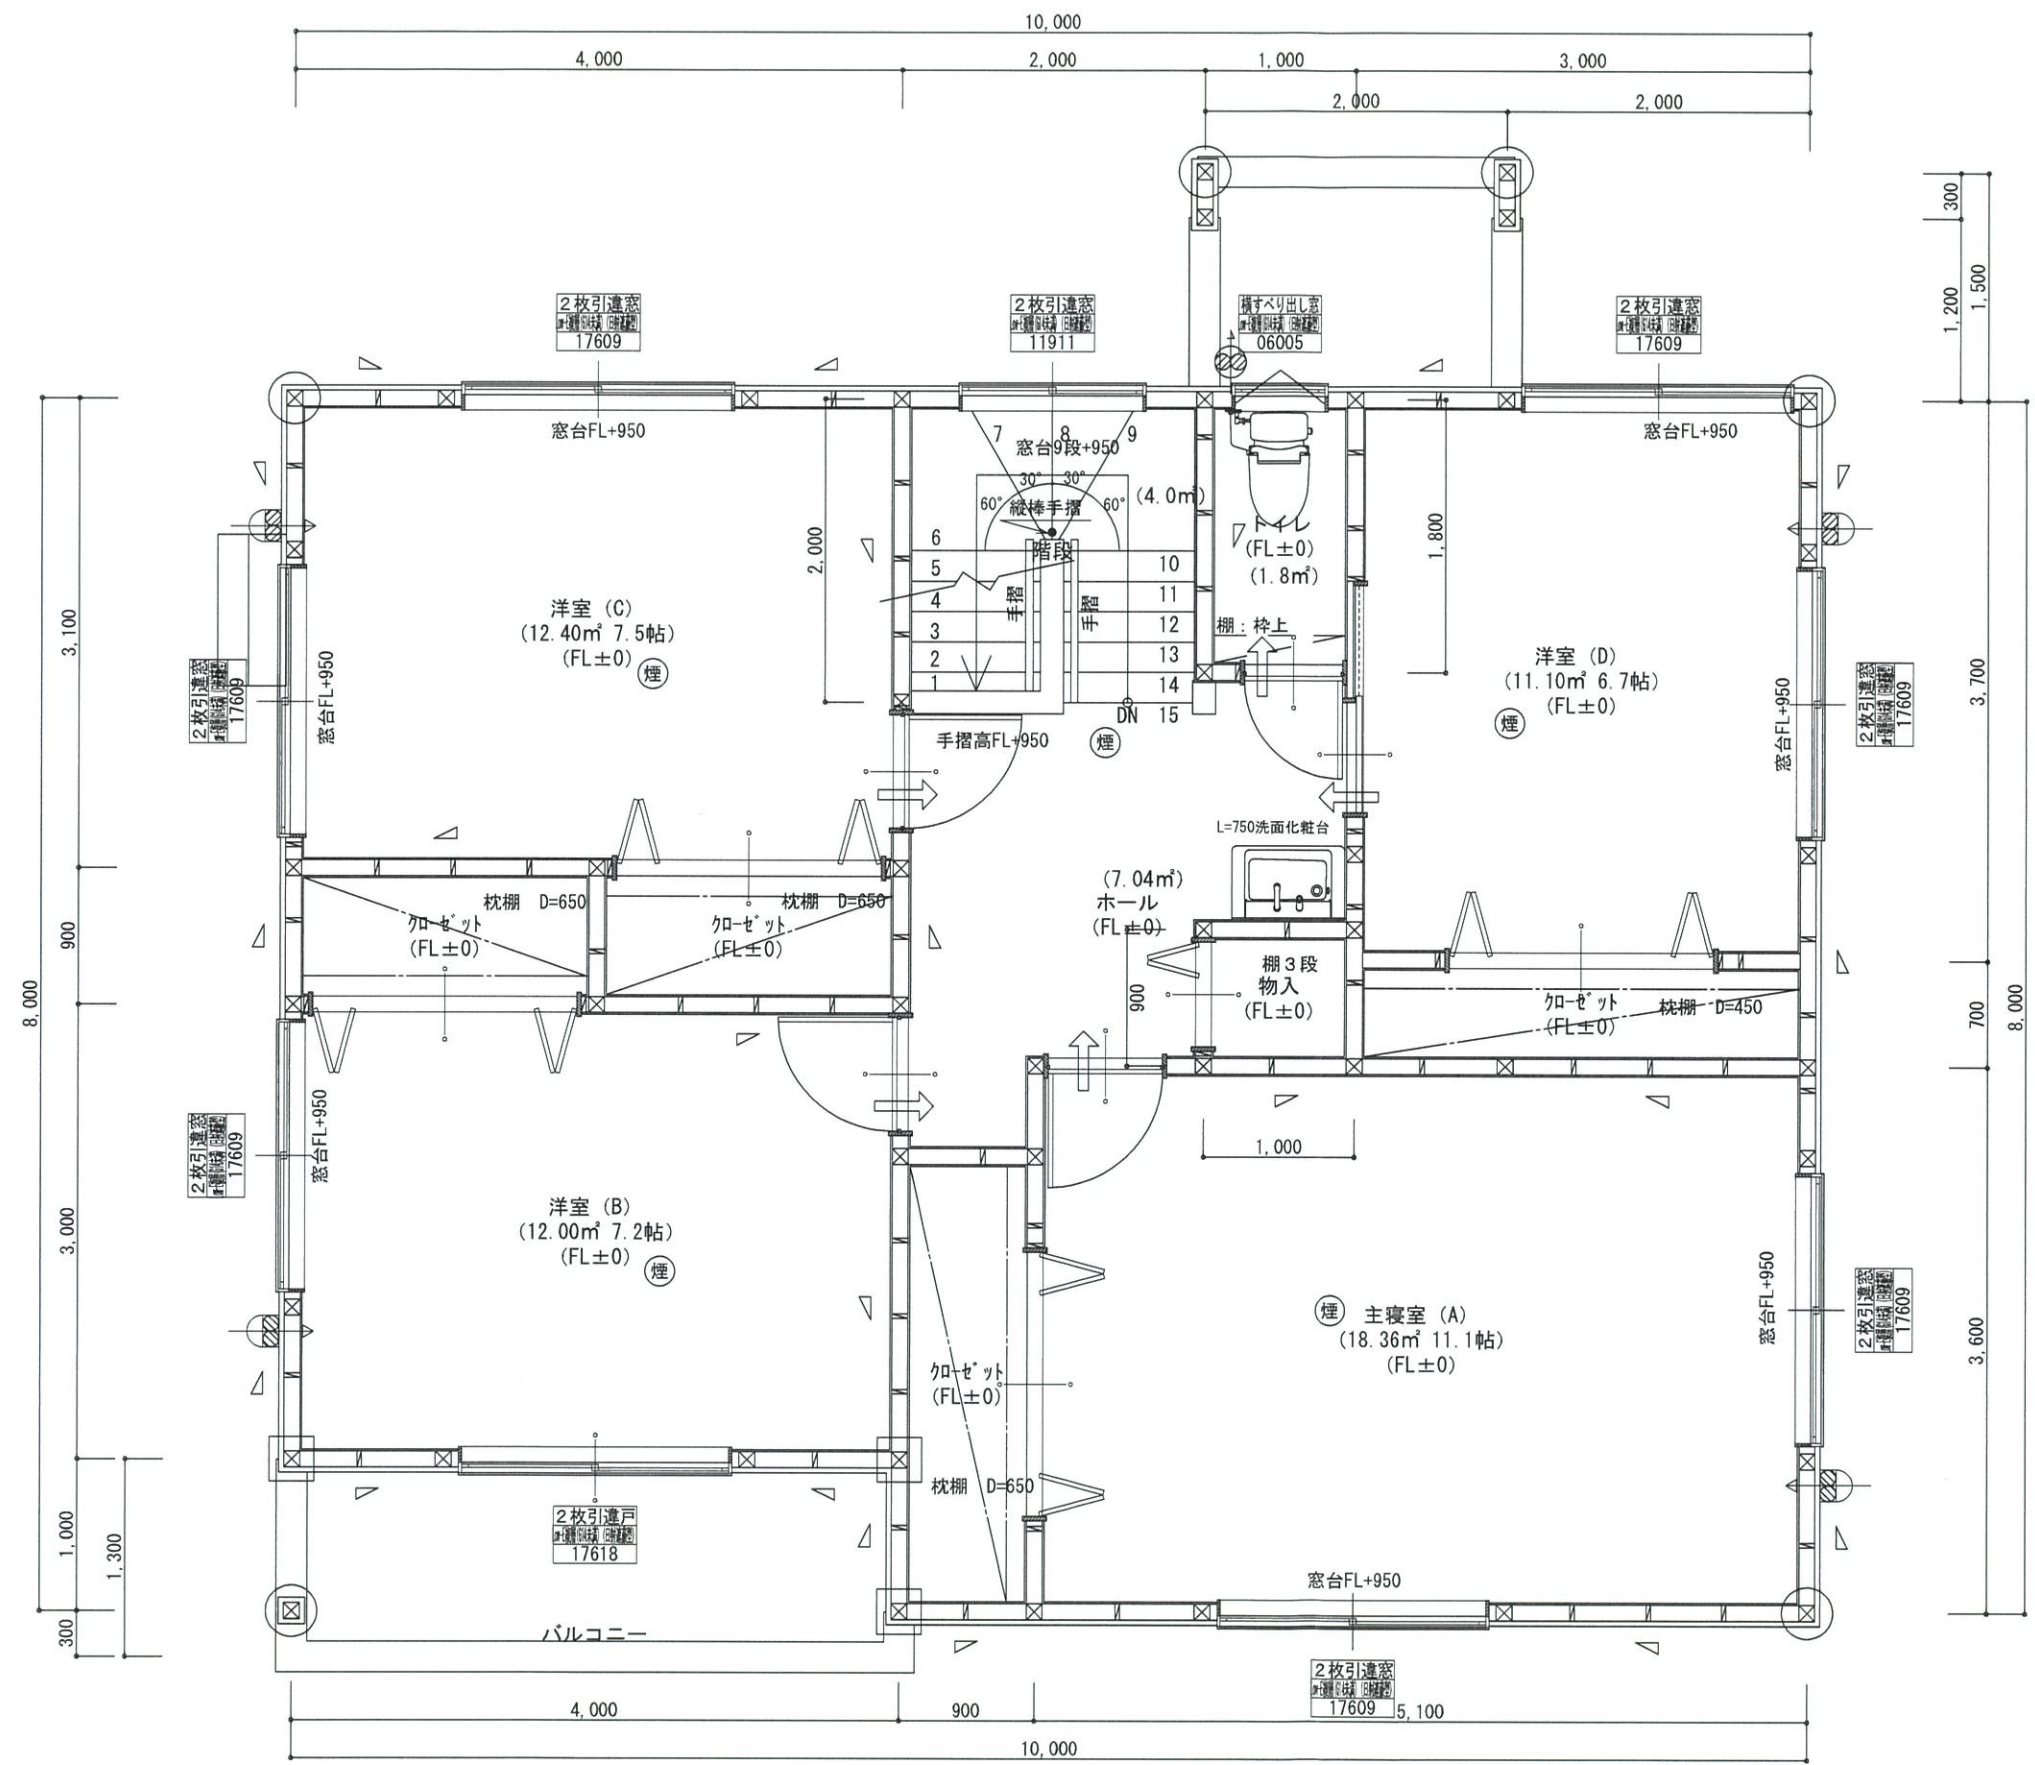 10,000
4,000
2,000
1,000
3,000
2,000
2,000
300
1,200
1,500
2枚引違窓
17609
2枚引違窓
11911
横すべり出し窓
06005
2枚引違窓
17609
窓台FL+950
7
8
9
窓台9段+950
30°
30°
60°
60°
縦棒手摺
(4.0㎡)
階段
手摺
手摺
6
5
4
3
2
1
10
11
12
13
14
15
DN
手摺高FL+950
煙
トイレ
(FL±0)
(1.8㎡)
棚:枠上
1,800
2,000
窓台FL+950
洋室 (C)
(12.40㎡ 7.5帖)
(FL±0)
煙
洋室 (D)
(11.10㎡ 6.7帖)
(FL±0)
煙
2枚引違窓
17609
窓台FL+950
窓台FL+950
2枚引違窓
17609
3,100
900
3,000
8,000
1,000
1,300
300
3,700
700
3,600
8,000
L=750洗面化粧台
(7.04㎡)
ホール
(FL±0)
900
枕棚 D=650
クローゼット
(FL±0)
枕棚 D=650
クローゼット
(FL±0)
棚3段
物入
(FL±0)
クローゼット
(FL±0)
枕棚 D=450
1,000
2枚引違窓
17609
窓台FL+950
洋室 (B)
(12.00㎡ 7.2帖)
(FL±0)
煙
煙
主寝室 (A)
(18.36㎡ 11.1帖)
(FL±0)
窓台FL+950
2枚引違窓
17609
クローゼット
(FL±0)
枕棚 D=650
2枚引違戸
17618
窓台FL+950
バルコニー
2枚引違窓
17609
4,000
900
5,100
10,000